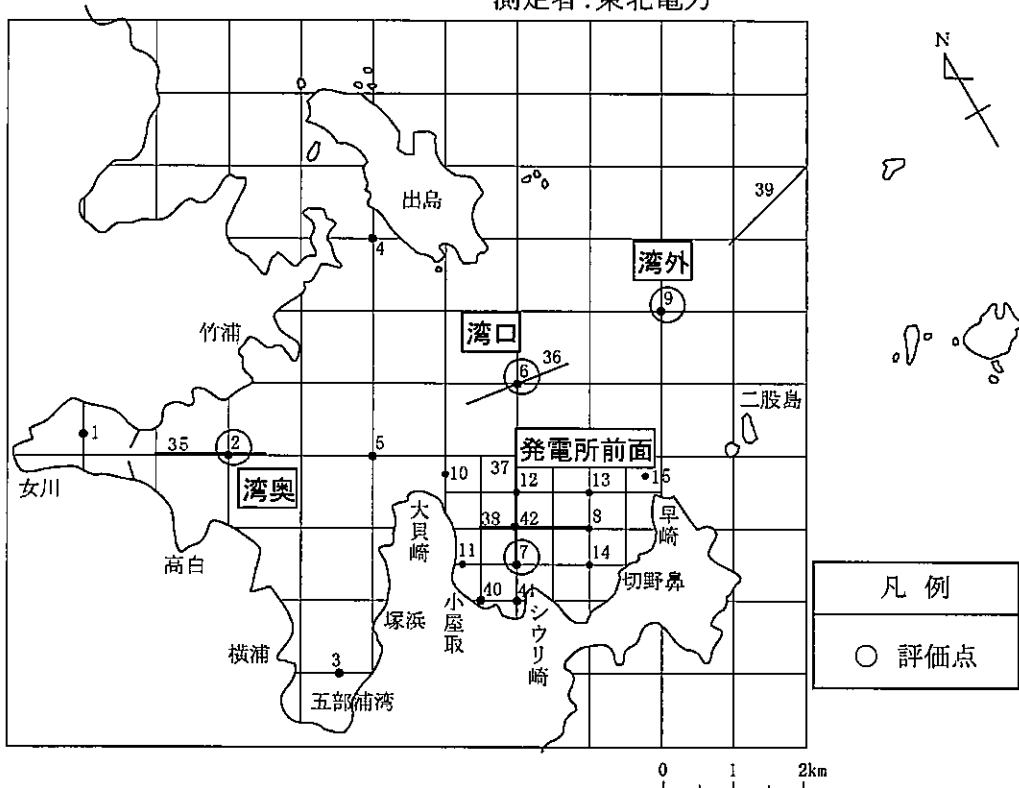 測定者:東北電力
N
出島
39
4
湾外
9
竹浦
湾口
36
6
二股島
1
35
2
5
発電所前面
37
10
12
13
15
女川
湾奥
大貝崎
38
42
8
早崎
高白
11
7
14
切野鼻
凡 例
40
41
小屋取
シウリ崎
塚浜
○ 評価点
横浦
3
五部浦湾
0 1 2km